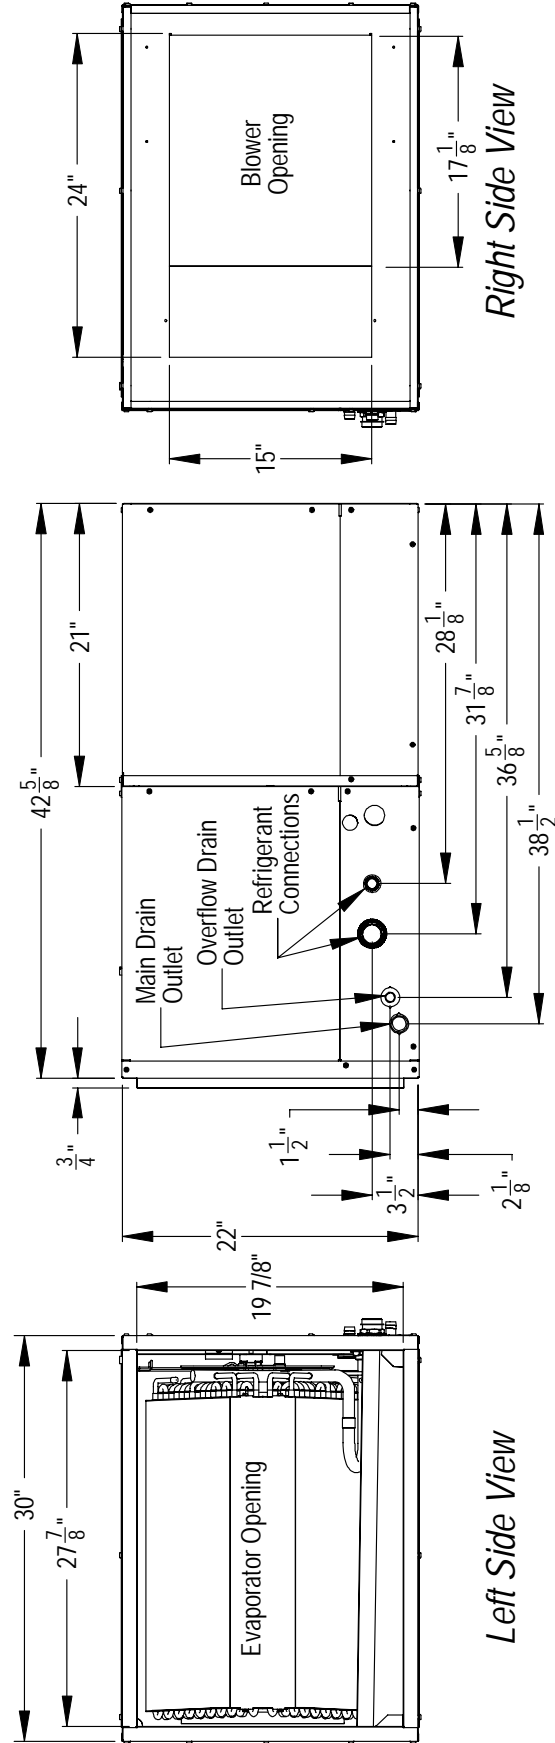 30"
27 7/8"
Evaporator Opening
19 7/8"
Left Side View
22"
3/4"
42 5/8"
21"
Main Drain
Outlet
Overflow Drain
Outlet
Refrigerant
Connections
1 1/2"
3 1/2"
2 1/8"
28 1/8"
31 7/8"
36 5/8"
38 1/2"
24"
Blower
Opening
15"
17 1/8"
Right Side View